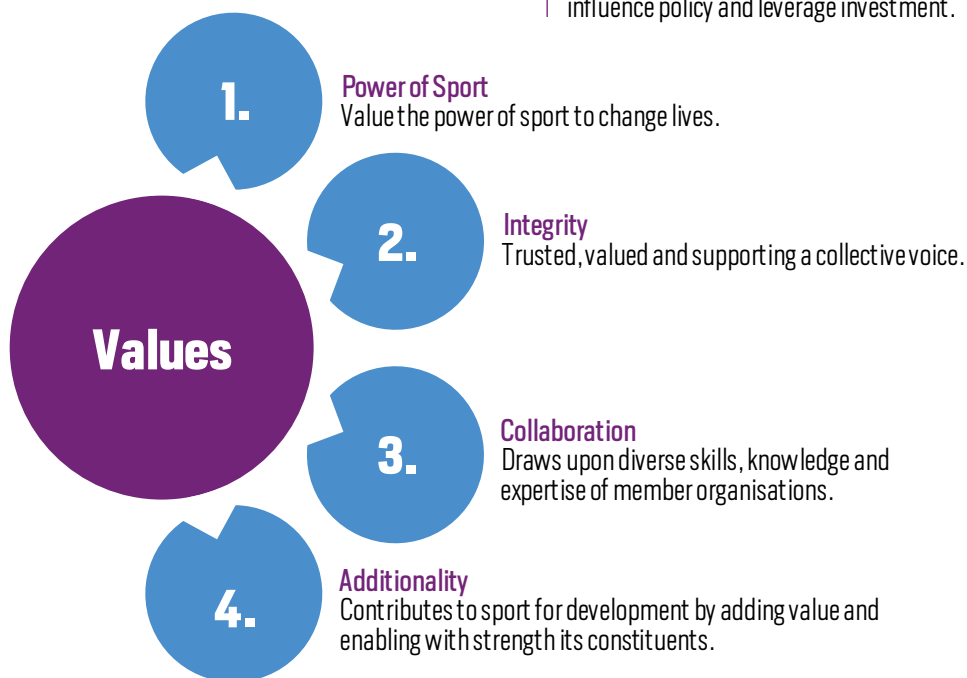 influence policy and leverage investment.
1.
Power of Sport
Value the power of sport to change lives.
2.
Integrity
Trusted, valued and supporting a collective voice.
Values
3.
Collaboration
Draws upon diverse skills, knowledge and
expertise of member organisations.
4.
Additionality
Contributes to sport for development by adding value and
enabling with strength its constituents.